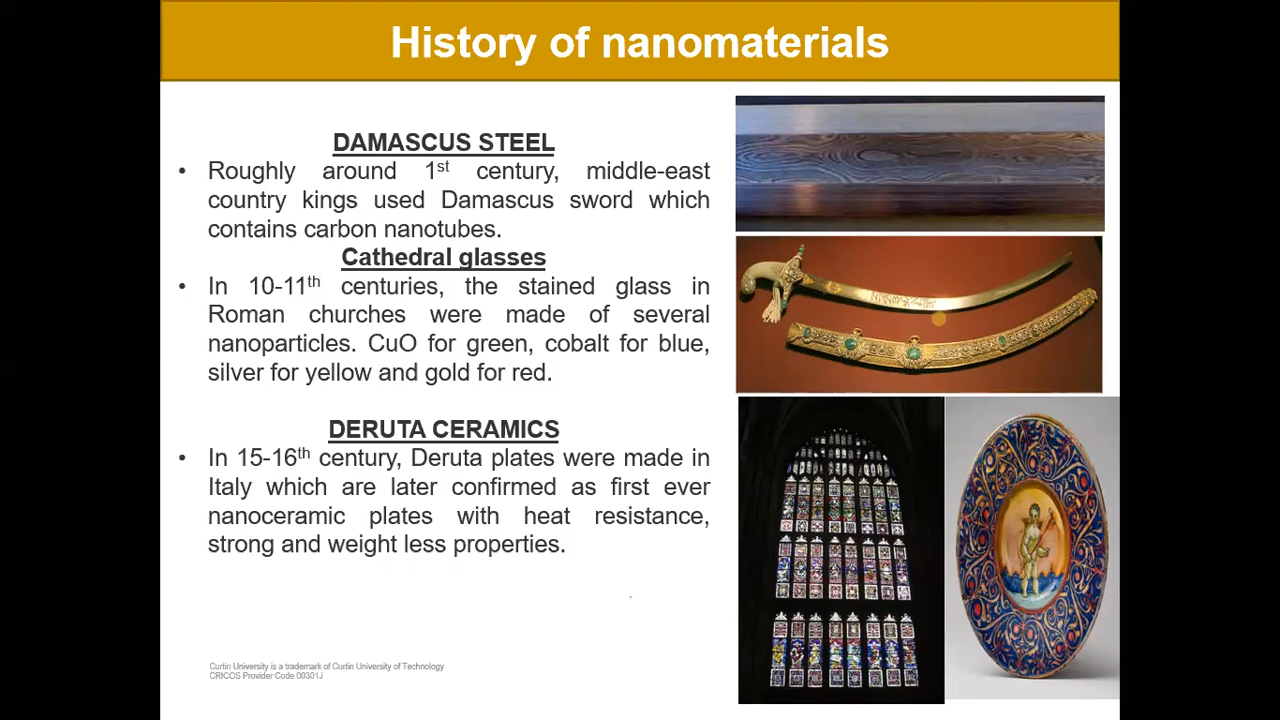 History of nanomaterials
DAMASCUS STEEL
• Roughly around 1st century, middle-east
country kings used Damascus sword which
contains carbon nanotubes.
Cathedral glasses
• In 10-11th centuries, the stained glass in
Roman churches were made of several
nanoparticles. CuO for green, cobalt for blue,
silver for yellow and gold for red.
DERUTA CERAMICS
• In 15-16th century, Deruta plates were made in
Italy which are later confirmed as first ever
nanoceramic plates with heat resistance,
strong and weight less properties.
Curtin University is a trademark of Curtin University of Technology
CRICOS Provider Code 00301J